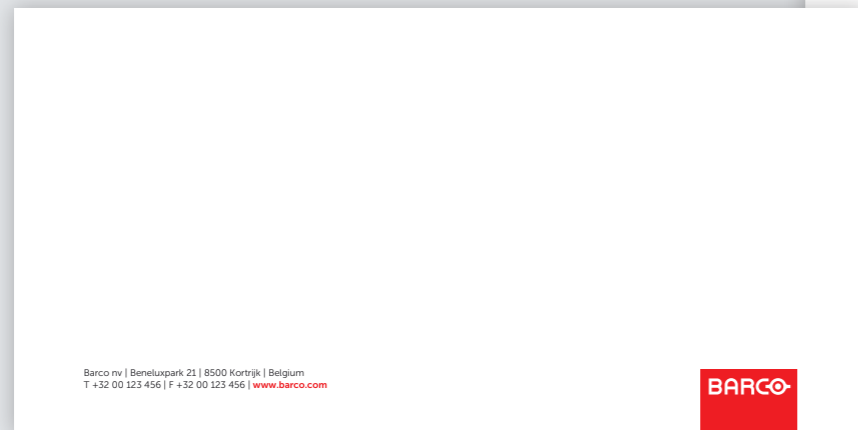 Barco nv | Beneluxpark 21 | 8500 Kortrijk | Belgium
T +32 00 123 456 | F +32 00 123 456 | www.barco.com
BARCO